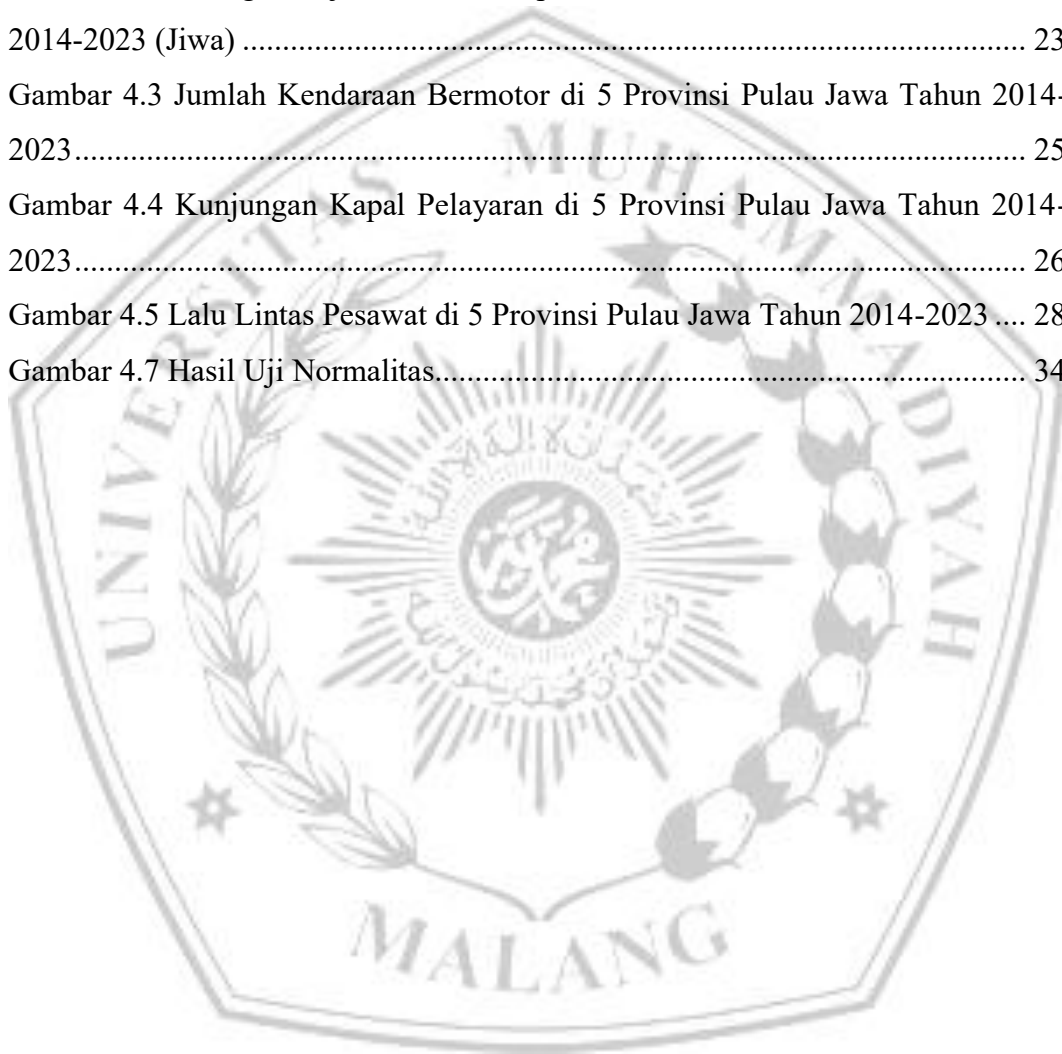 2014-2023 (Jiwa) .................................................................................................... 23
Gambar 4.3 Jumlah Kendaraan Bermotor di 5 Provinsi Pulau Jawa Tahun 2014-
2023......................................................................................................................... 25
Gambar 4.4 Kunjungan Kapal Pelayaran di 5 Provinsi Pulau Jawa Tahun 2014-
2023......................................................................................................................... 26
Gambar 4.5 Lalu Lintas Pesawat di 5 Provinsi Pulau Jawa Tahun 2014-2023 .... 28
Gambar 4.7 Hasil Uji Normalitas........................................................................... 34
UNIVERSITAS MUHAMMADIYAH
MALANG